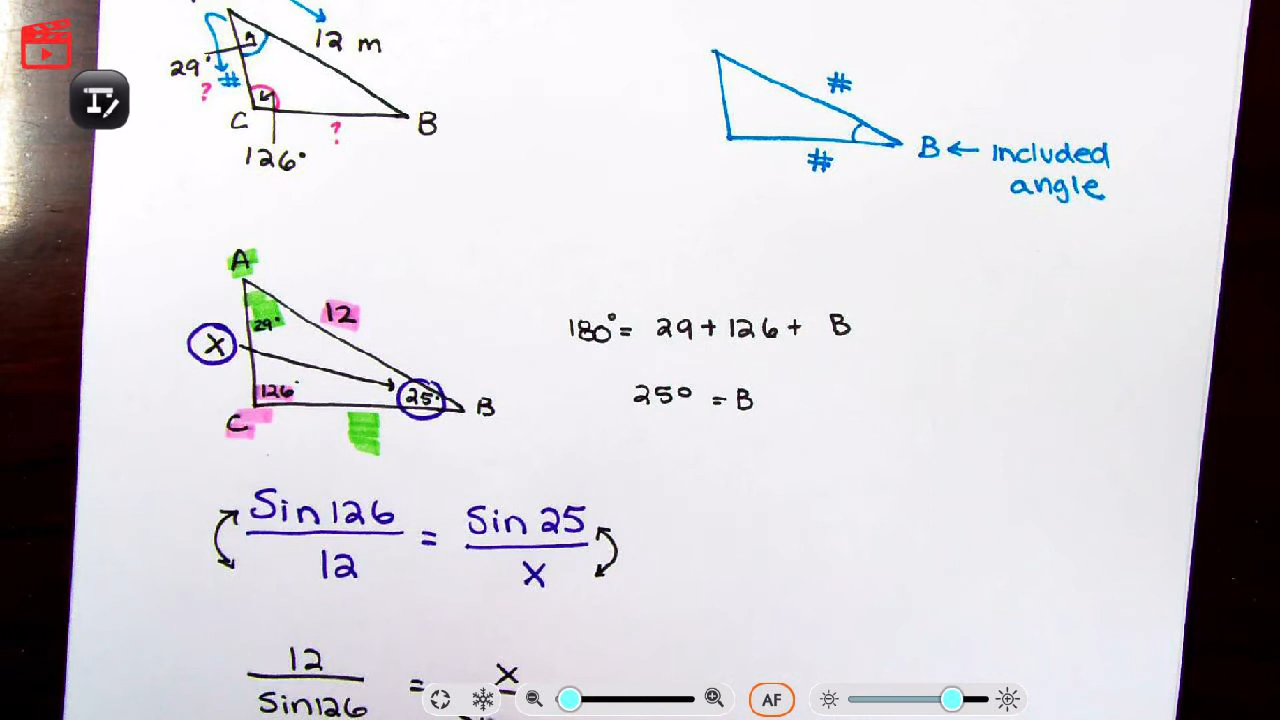 12 m
29°
#
?
C
B
?
126°
#
#
B ← included
angle
A
29°
12
X
126°
25°
C
B
180° = 29 + 126 + B
25° = B
Sin 126 = Sin 25
12 x
12 = x
Sin 126
AF